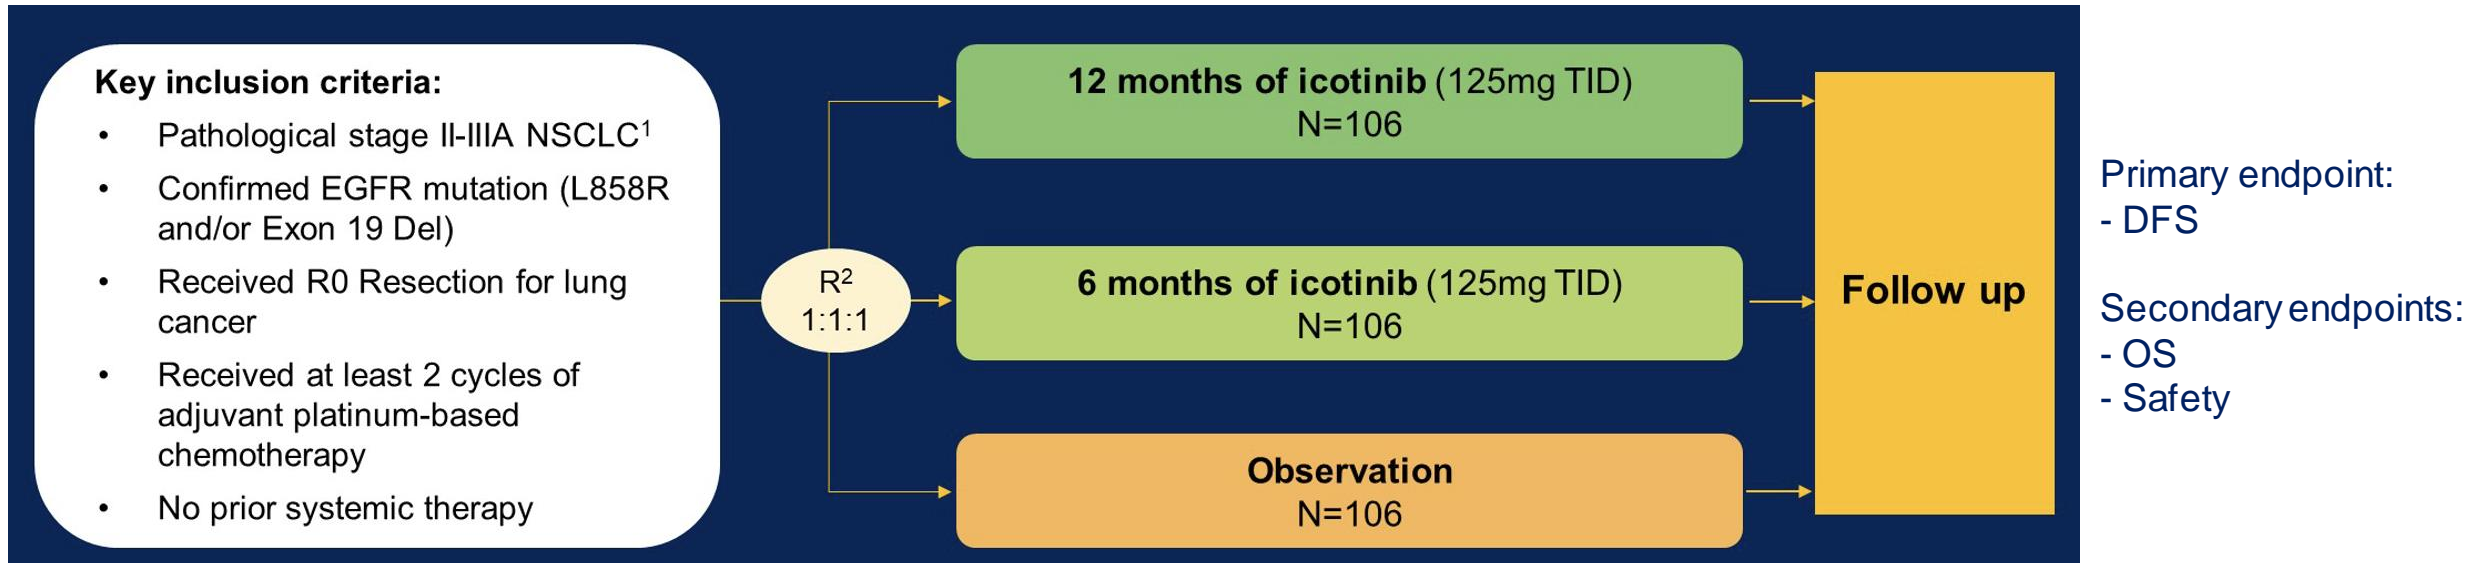 Key inclusion criteria:
• Pathological stage II-IIIA NSCLC¹
• Confirmed EGFR mutation (L858R
and/or Exon 19 Del)
• Received R0 Resection for lung
cancer
• Received at least 2 cycles of
adjuvant platinum-based
chemotherapy
• No prior systemic therapy
R²
1:1:1
12 months of icotinib (125mg TID)
N=106
6 months of icotinib (125mg TID)
N=106
Observation
N=106
Follow up
Primary endpoint:
- DFS
Secondary endpoints:
- OS
- Safety